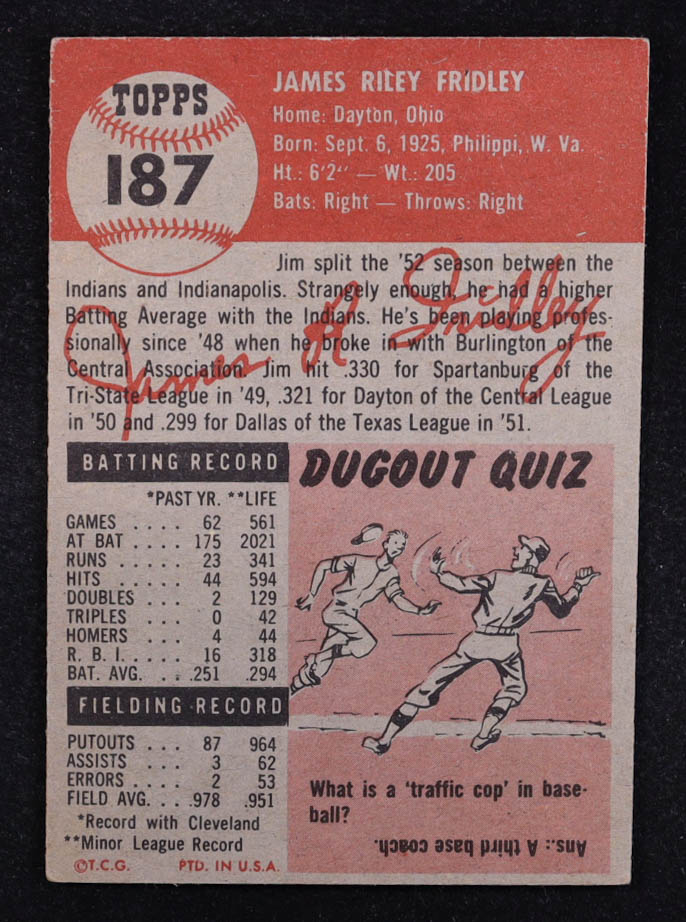 TOPPS
187
JAMES RILEY FRIDLEY
Home: Dayton, Ohio
Born: Sept. 6, 1925, Philippi, W. Va.
Ht.: 6'2" — Wt.: 205
Bats: Right — Throws: Right
Jim split the '52 season between the
Indians and Indianapolis. Strangely enough, he had a higher
Batting Average with the Indians. He's been playing profes-
sionally since '48 when he broke in with Burlington of the
Central Association. Jim hit .330 for Spartanburg of the
Tri-State League in '49, .321 for Dayton of the Central League
in '50 and .299 for Dallas of the Texas League in '51.
James R Fridley
BATTING RECORD
*PAST YR. **LIFE
GAMES .... 62 561
AT BAT .... 175 2021
RUNS .... 23 341
HITS .... 44 594
DOUBLES ... 2 129
TRIPLES ... 0 42
HOMERS ... 4 44
R. B. I. .... 16 318
BAT. AVG. ... .251 .294
FIELDING RECORD
PUTOUTS ... 87 964
ASSISTS ... 3 62
ERRORS ... 2 53
FIELD AVG. ... .978 .951
*Record with Cleveland
**Minor League Record
©T.C.G. PTD. IN U.S.A.
DUGOUT QUIZ
What is a 'traffic cop' in base-
ball?
Ans.: A third base coach.